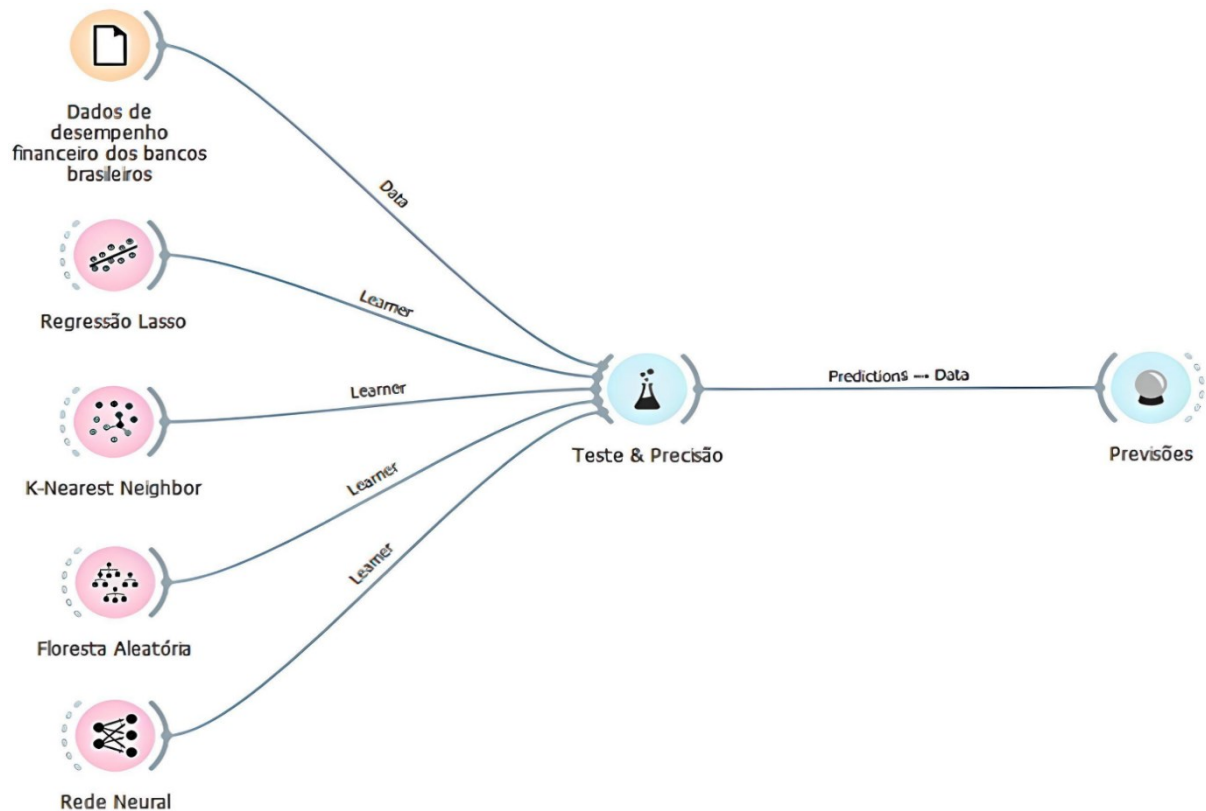 Dados de
desempenho
financeiro dos bancos
brasileiros
Data
Regressão Lasso
Learner
K-Nearest Neighbor
Learner
Floresta Aleatória
Learner
Rede Neural
Learner
Teste & Precisão
Predictions → Data
Previsões